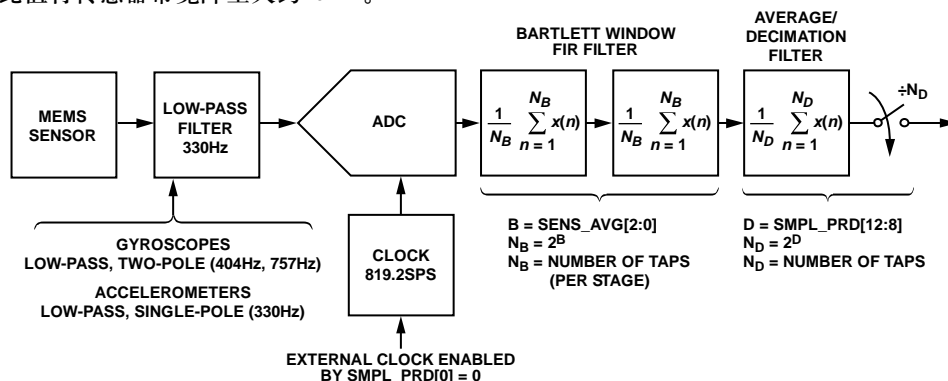 BARTLETT WINDOW
FIR FILTER
AVERAGE/
DECIMATION
FILTER
MEMS
SENSOR
LOW-PASS
FILTER
330Hz
ADC
1/N_B ∑ x(n) n = 1 N_B
1/N_B ∑ x(n) n = 1 N_B
1/N_D ∑ x(n) n = 1 N_D
÷N_D
CLOCK
819.2SPS
GYROSCOPES
LOW-PASS, TWO-POLE (404Hz, 757Hz)
ACCELEROMETERS
LOW-PASS, SINGLE-POLE (330Hz)
B = SENS_AVG[2:0]
N_B = 2^B
N_B = NUMBER OF TAPS
(PER STAGE)
D = SMPL_PRD[12:8]
N_D = 2^D
N_D = NUMBER OF TAPS
EXTERNAL CLOCK ENABLED
BY SMPL_PRD[0] = 0